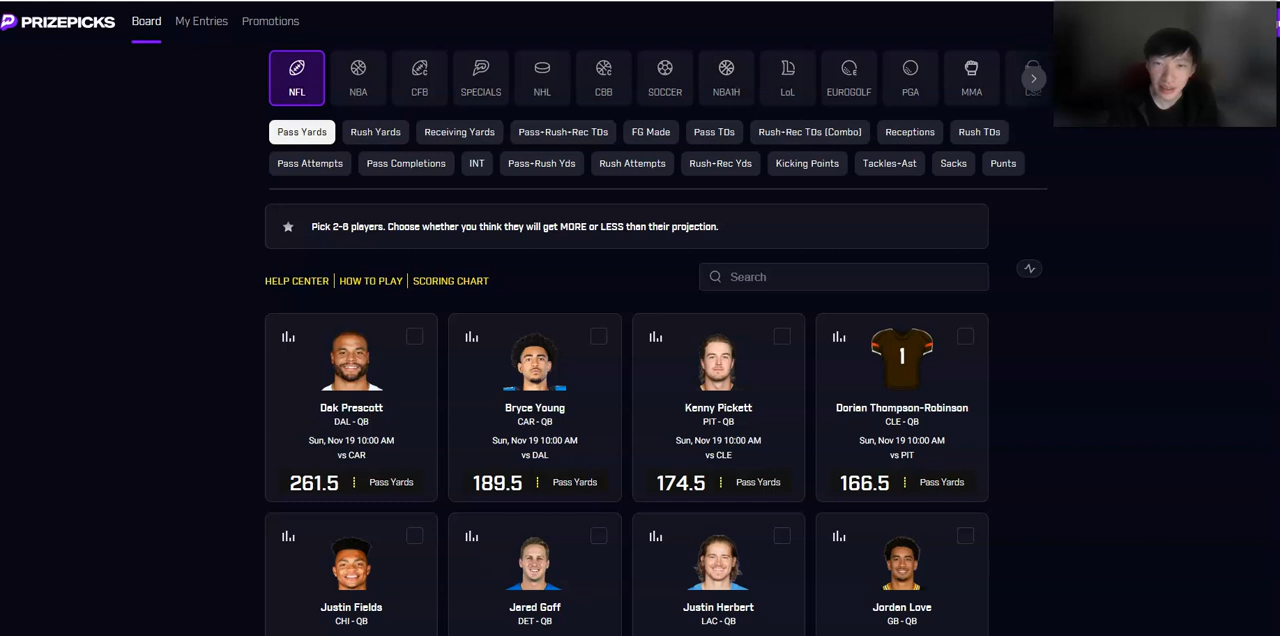 PRIZEPICKS Board My Entries Promotions
NFL NBA CFB SPECIALS NHL CBB SOCCER NBA1H LoL EUROGOLF PGA MMA
Pass Yards Rush Yards Receiving Yards Pass-Rush-Rec TDs FG Made Pass TDs Rush-Rec TDs (Combo) Receptions Rush TDs
Pass Attempts Pass Completions INT Pass-Rush Yds Rush Attempts Rush-Rec Yds Kicking Points Tackles-Ast Sacks Punts
Pick 2-6 players. Choose whether you think they will get MORE or LESS than their projection.
HELP CENTER HOW TO PLAY SCORING CHART Search
1
Dak Prescott Bryce Young Kenny Pickett Dorian Thompson-Robinson
DAL - QB CAR - QB PIT - QB CLE - QB
Sun, Nov 19 10:00 AM Sun, Nov 19 10:00 AM Sun, Nov 19 10:00 AM Sun, Nov 19 10:00 AM
vs CAR vs DAL vs CLE vs PIT
261.5 Pass Yards 189.5 Pass Yards 174.5 Pass Yards 166.5 Pass Yards
Justin Fields Jared Goff Justin Herbert Jordan Love
CHI - QB DET - QB LAC - QB GB - QB